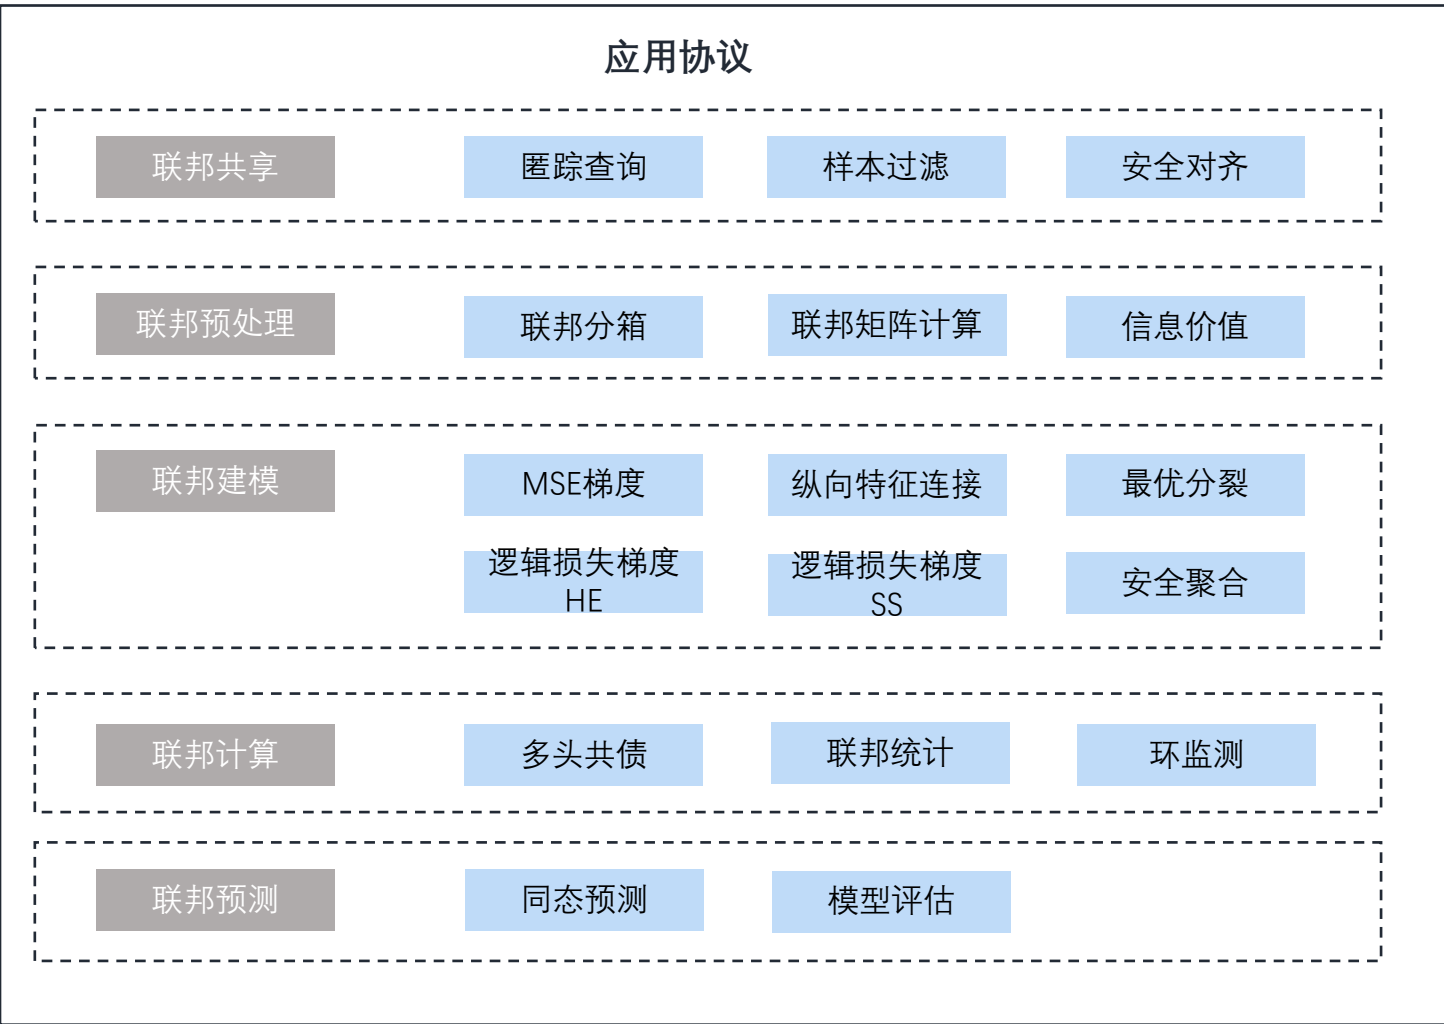 应用协议
联邦共享
匿踪查询
样本过滤
安全对齐
联邦预处理
联邦分箱
联邦矩阵计算
信息价值
联邦建模
MSE梯度
纵向特征连接
最优分裂
逻辑损失梯度
HE
逻辑损失梯度
SS
安全聚合
联邦计算
多头共债
联邦统计
环监测
联邦预测
同态预测
模型评估